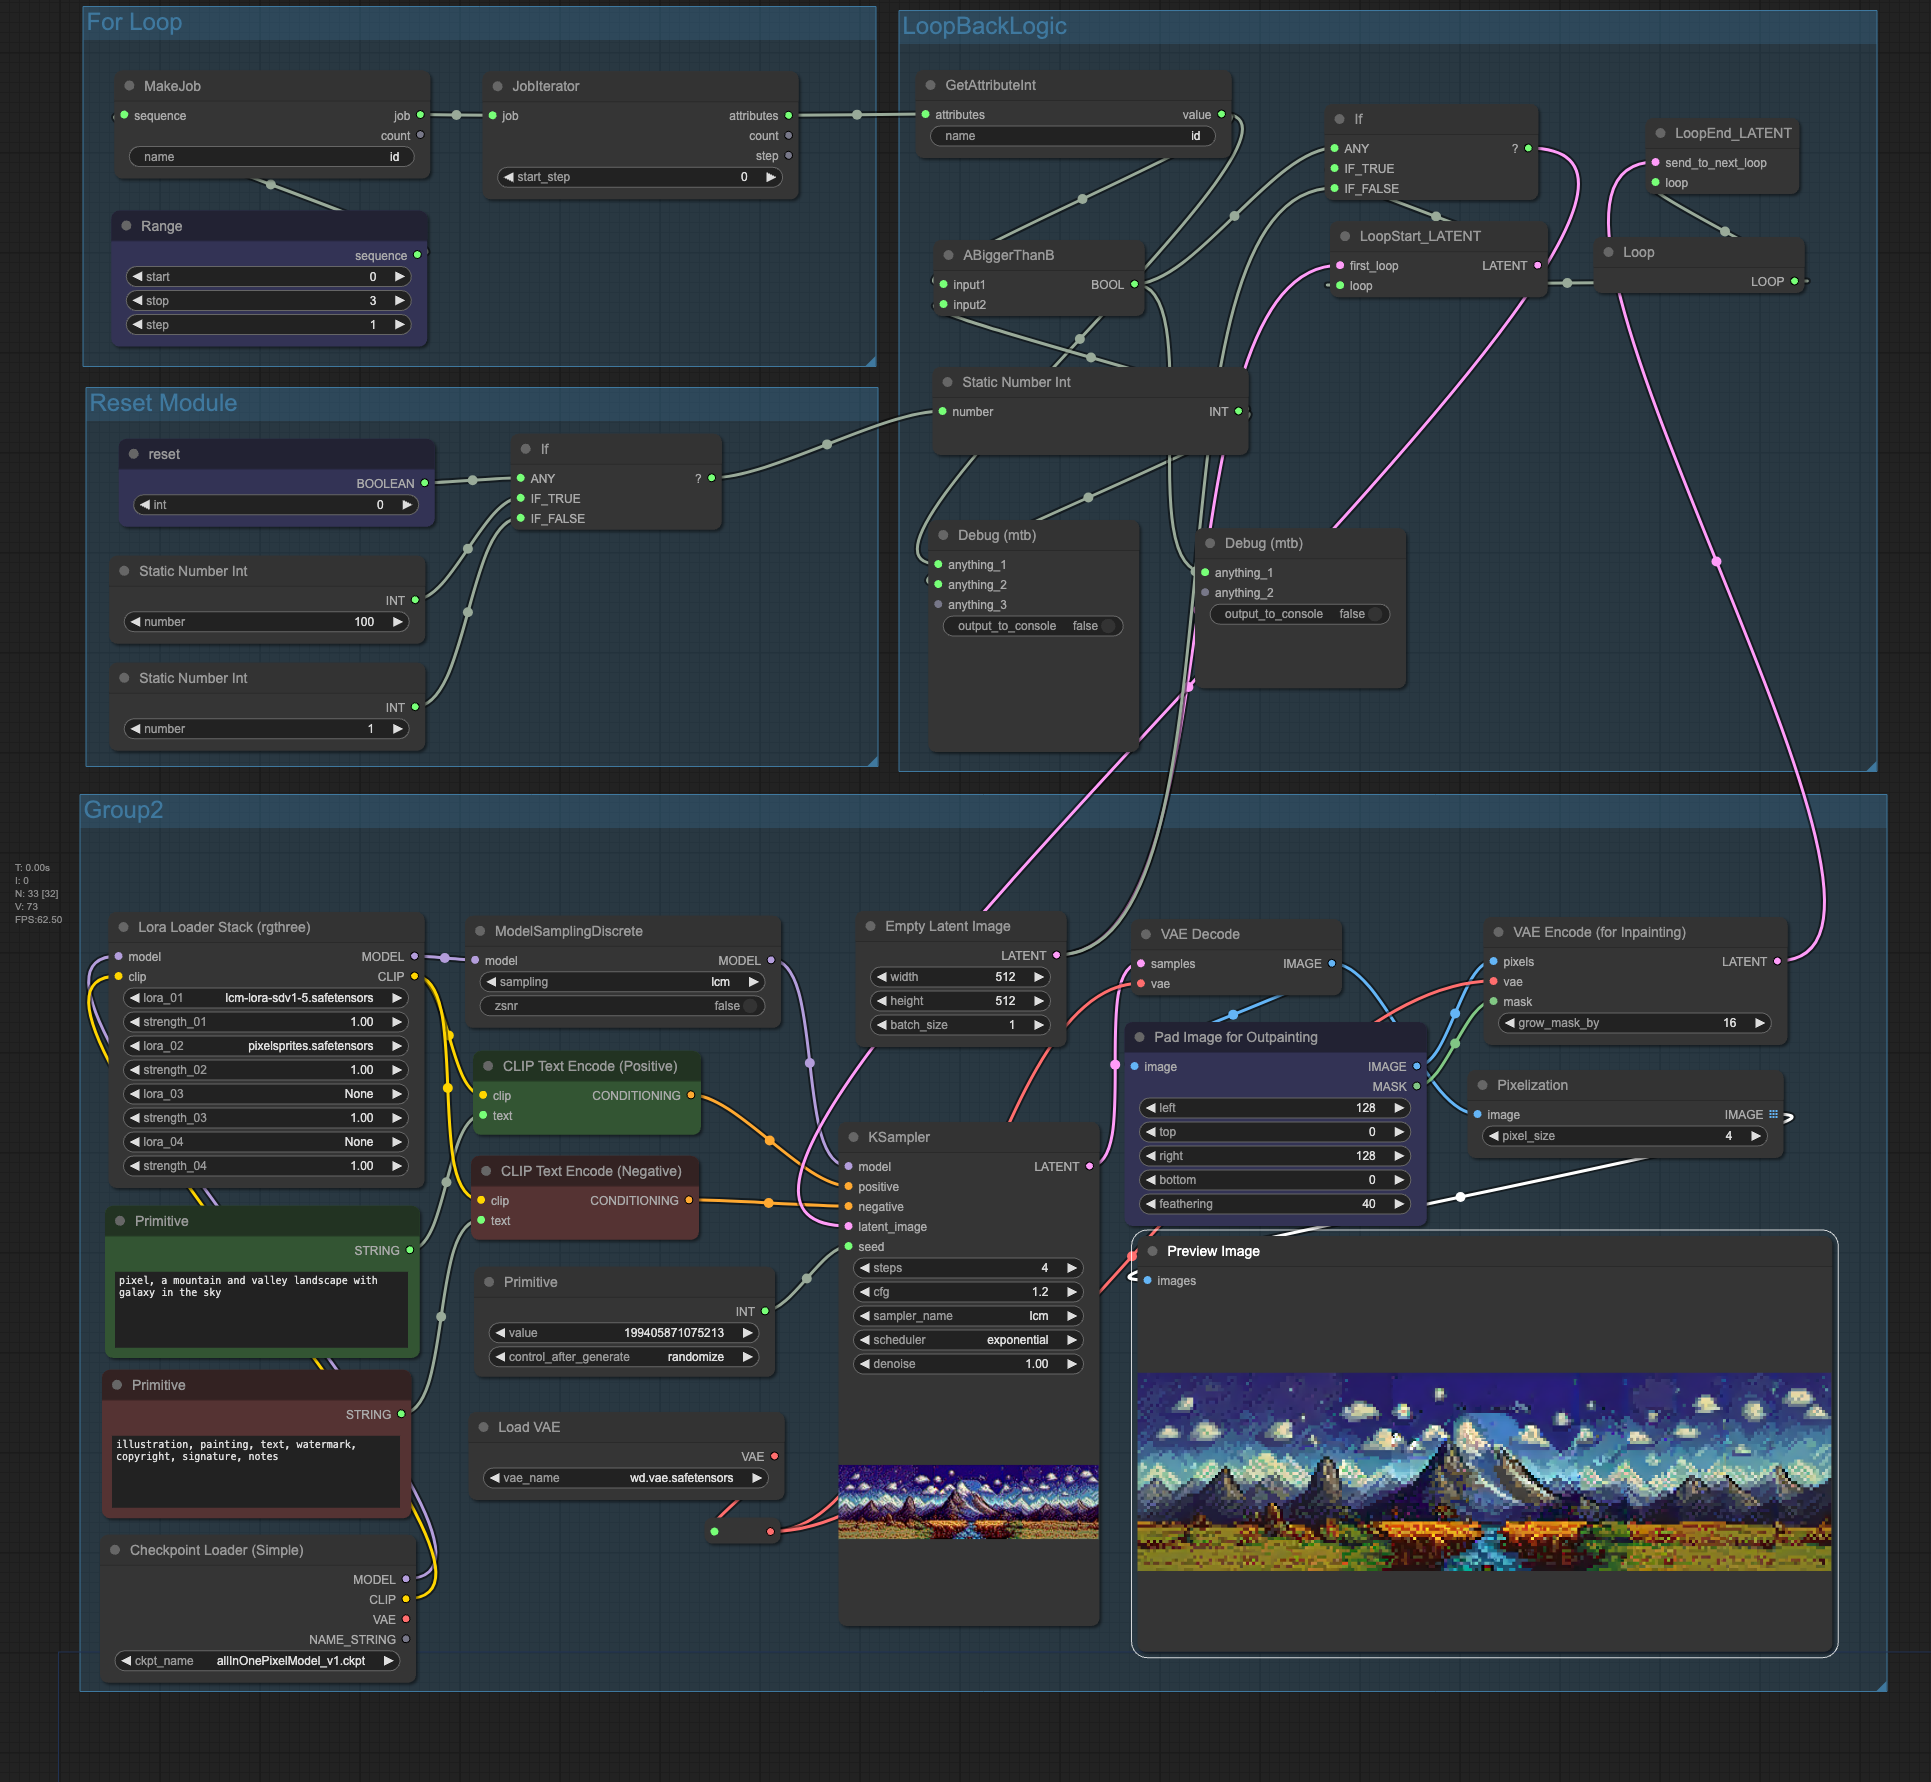 For Loop
MakeJob
sequence
job
count
name
id
JobIterator
job
attributes
count
step
start_step
0
Range
sequence
start
0
stop
3
step
1
LoopBackLogic
GetAttributeInt
attributes
value
name
id
If
ANY
?
IF_TRUE
IF_FALSE
LoopEnd_LATENT
send_to_next_loop
loop
ABiggerThanB
input1
BOOL
input2
LoopStart_LATENT
first_loop
LATENT
loop
Loop
LOOP
Static Number Int
number
INT
Debug (mtb)
anything_1
anything_2
anything_3
output_to_console
false
Debug (mtb)
anything_1
anything_2
output_to_console
false
Reset Module
reset
BOOLEAN
int
0
If
ANY
?
IF_TRUE
IF_FALSE
Static Number Int
INT
number
100
Static Number Int
INT
number
1
Group2
T: 0.00s
I: 0
N: 33 [32]
V: 73
FPS:62.50
Lora Loader Stack (rgthree)
model
MODEL
clip
CLIP
lora_01
lcm-lora-sdv1-5.safetensors
strength_01
1.00
lora_02
pixelsprites.safetensors
strength_02
1.00
lora_03
None
strength_03
1.00
lora_04
None
strength_04
1.00
Primitive
STRING
pixel, a mountain and valley landscape with
galaxy in the sky
Primitive
STRING
illustration, painting, text, watermark,
copyright, signature, notes
Checkpoint Loader (Simple)
MODEL
CLIP
VAE
NAME_STRING
ckpt_name
allInOnePixelModel_v1.ckpt
ModelSamplingDiscrete
model
MODEL
sampling
lcm
zsnr
false
CLIP Text Encode (Positive)
clip
CONDITIONING
text
CLIP Text Encode (Negative)
clip
CONDITIONING
text
Primitive
INT
value
199405871075213
control_after_generate
randomize
Load VAE
VAE
vae_name
wd.vae.safetensors
Empty Latent Image
LATENT
width
512
height
512
batch_size
1
KSampler
model
LATENT
positive
negative
latent_image
seed
steps
4
cfg
1.2
sampler_name
lcm
scheduler
exponential
denoise
1.00
VAE Decode
samples
IMAGE
vae
Pad Image for Outpainting
image
IMAGE
MASK
left
128
top
0
right
128
bottom
0
feathering
40
VAE Encode (for Inpainting)
pixels
LATENT
vae
mask
grow_mask_by
16
Pixelization
image
IMAGE
pixel_size
4
Preview Image
images